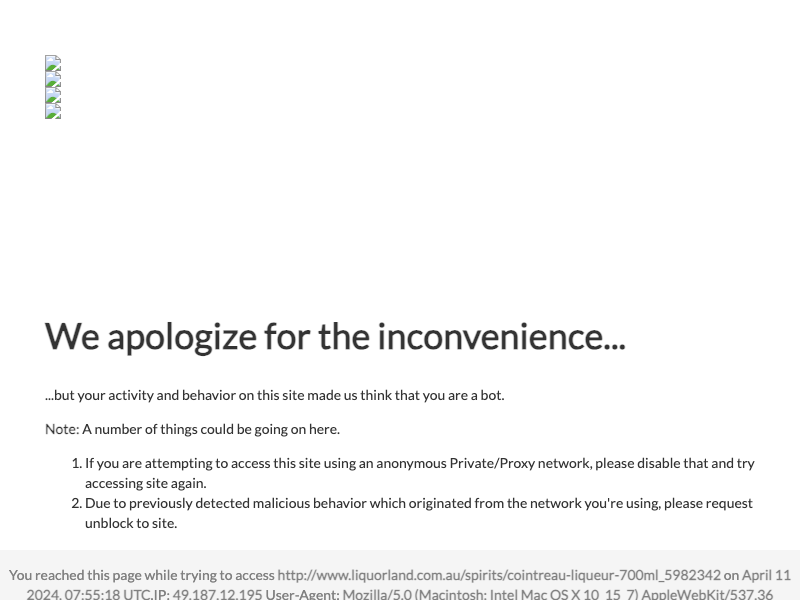 We apologize for the inconvenience...
...but your activity and behavior on this site made us think that you are a bot.
Note: A number of things could be going on here.
1. If you are attempting to access this site using an anonymous Private/Proxy network, please disable that and try
accessing site again.
2. Due to previously detected malicious behavior which originated from the network you're using, please request
unblock to site.
You reached this page while trying to access http://www.liquorland.com.au/spirits/cointreau-liqueur-700ml_5982342 on April 11
2024, 07:55:18 UTC.IP: 49.187.12.195 User-Agent: Mozilla/5.0 (Macintosh; Intel Mac OS X 10_15_7) AppleWebKit/537.36